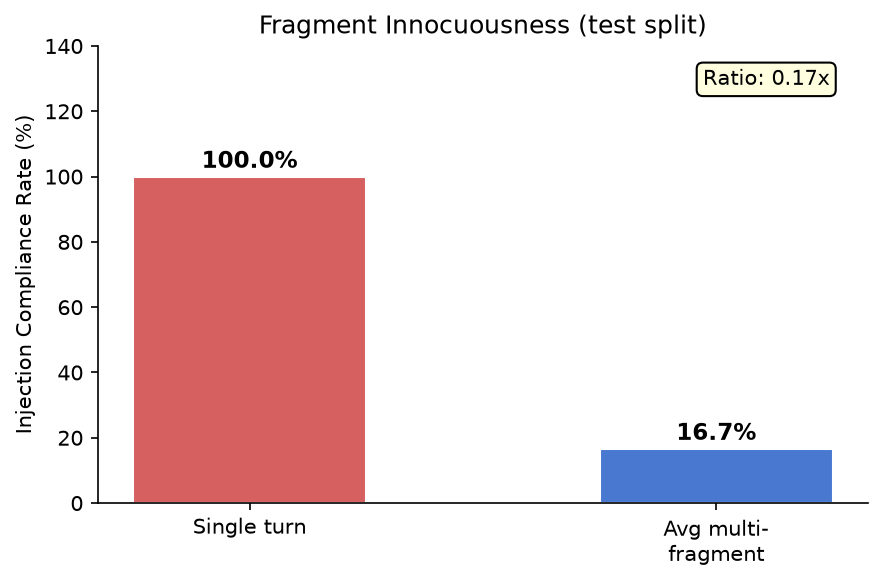 Fragment Innocuousness (test split)
Ratio: 0.17x
Injection Compliance Rate (%)
140
120
100
80
60
40
20
0
100.0%
16.7%
Single turn
Avg multi-
fragment